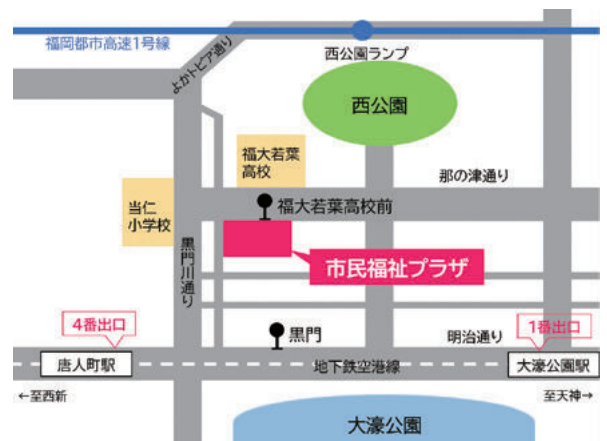 福岡都市高速1号線
よかトピア通り
西公園ランプ
西公園
福大若葉
高校
那の津通り
当仁
小学校
福大若葉高校前
黒門川通り
市民福祉プラザ
4番出口
黒門
明治通り
1番出口
唐人町駅
地下鉄空港線
大濠公園駅
←至西新
至天神→
大濠公園